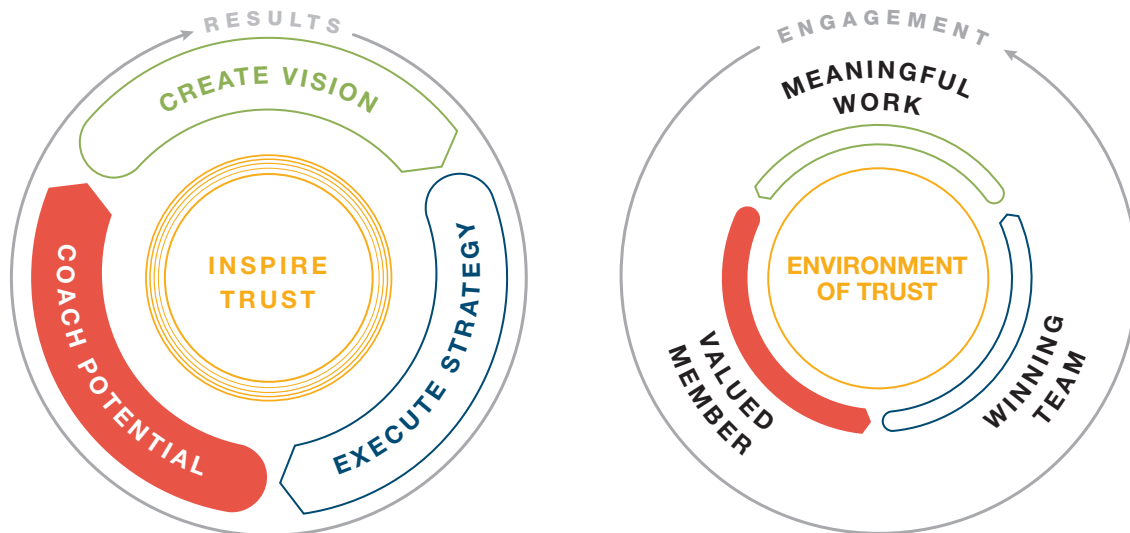 RESULTS
CREATE VISION
INSPIRE
TRUST
COACH POTENTIAL
EXECUTE STRATEGY
ENGAGEMENT
MEANINGFUL
WORK
ENVIRONMENT
OF TRUST
VALUED
MEMBER
WINNING
TEAM